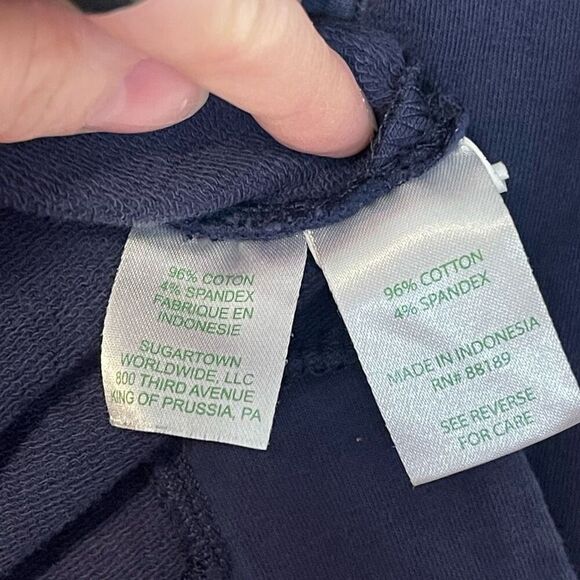 96% COTON
4% SPANDEX
FABRIQUE EN
INDONESIE
SUGARTOWN
WORLDWIDE, LLC
800 THIRD AVENUE
KING OF PRUSSIA, PA
96% COTTON
4% SPANDEX
MADE IN INDONESIA
RN# 88189
SEE REVERSE
FOR CARE